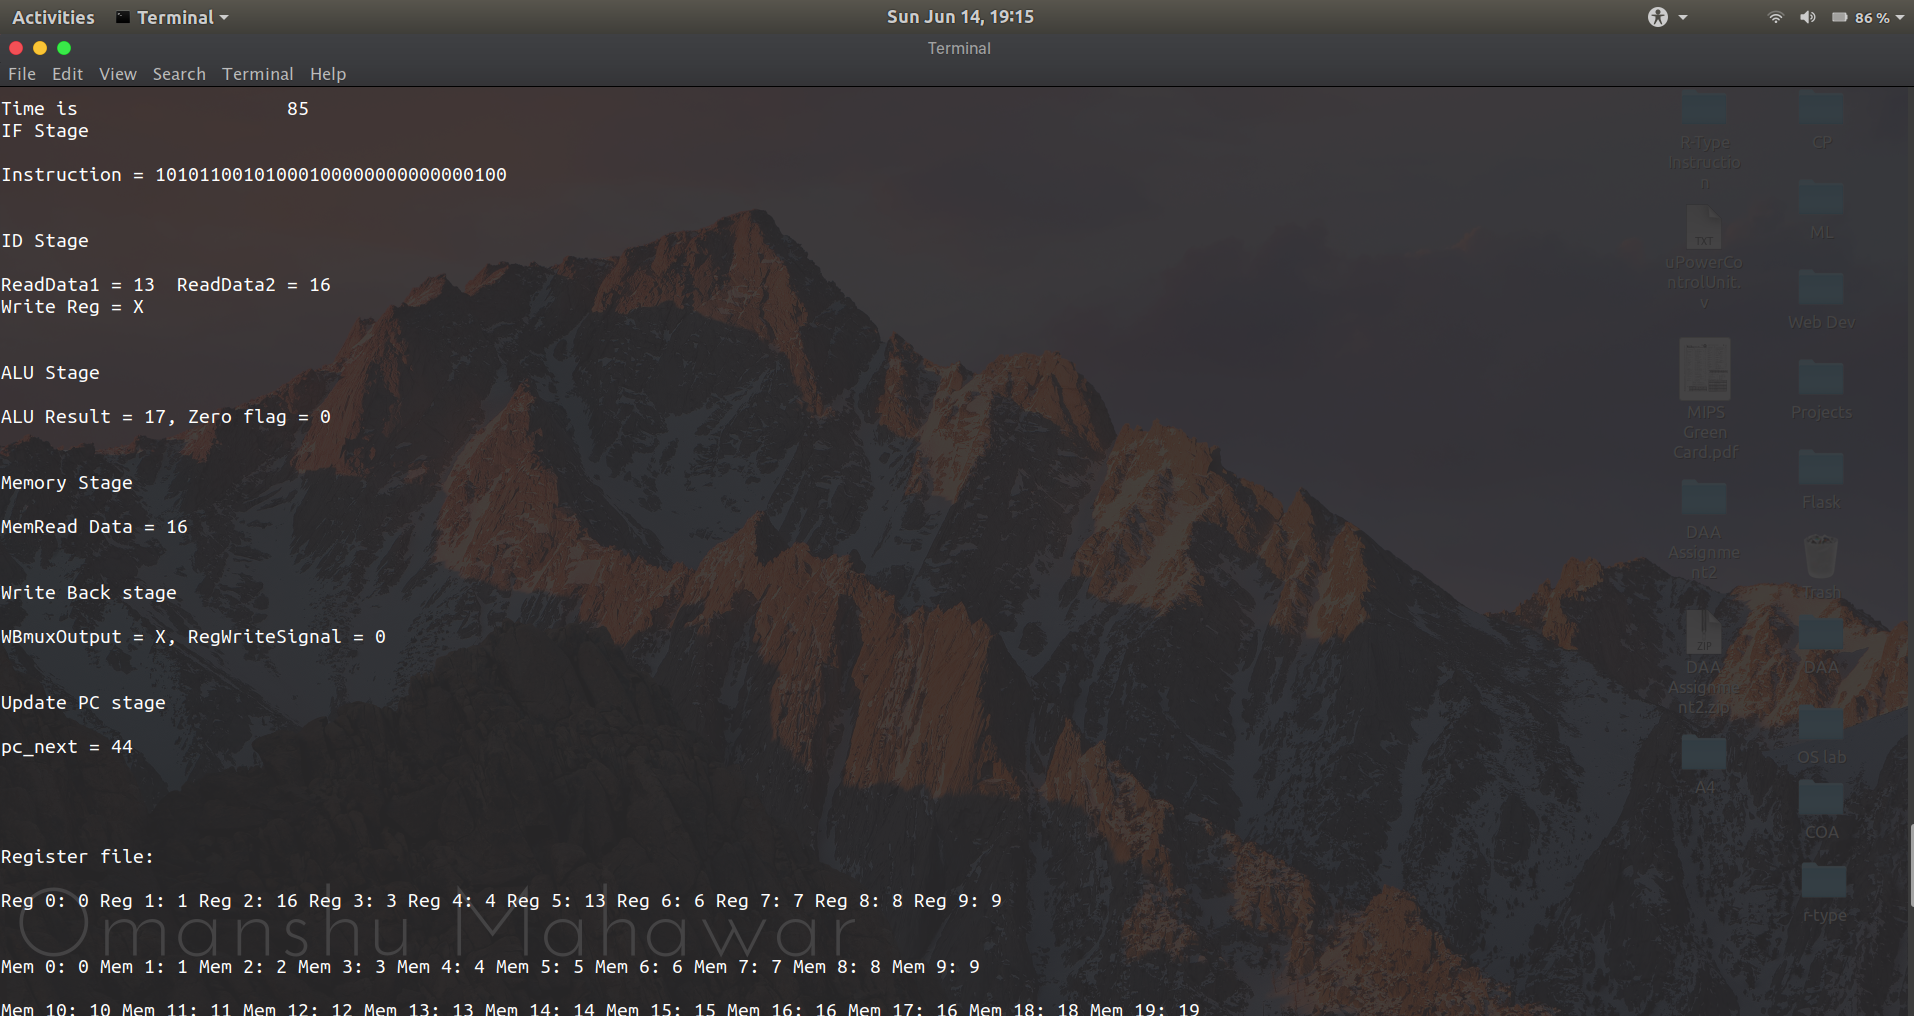 Activities Terminal Sun Jun 14, 19:15 86 %
Terminal
File Edit View Search Terminal Help
Time is 85
IF Stage
Instruction = 10101100101000100000000000000100
ID Stage
ReadData1 = 13 ReadData2 = 16
Write Reg = X
ALU Stage
ALU Result = 17, Zero flag = 0
Memory Stage
MemRead Data = 16
Write Back stage
WBmuxOutput = X, RegWriteSignal = 0
Update PC stage
pc_next = 44
Register file:
Reg 0: 0 Reg 1: 1 Reg 2: 16 Reg 3: 3 Reg 4: 4 Reg 5: 13 Reg 6: 6 Reg 7: 7 Reg 8: 8 Reg 9: 9
Omanshu Mahawar
Mem 0: 0 Mem 1: 1 Mem 2: 2 Mem 3: 3 Mem 4: 4 Mem 5: 5 Mem 6: 6 Mem 7: 7 Mem 8: 8 Mem 9: 9
Mem 10: 10 Mem 11: 11 Mem 12: 12 Mem 13: 13 Mem 14: 14 Mem 15: 15 Mem 16: 16 Mem 17: 16 Mem 18: 18 Mem 19: 19
R-Type
Instructio
n
TXT
uPowerCo
ntrolUnit.
v
MIPS
Green
Card.pdf
DAA
Assignme
nt2
ZIP
DAA
Assignme
nt2.zip
A4
CP
ML
Web Dev
Projects
Flask
Trash
DAA
OS lab
COA
r-type